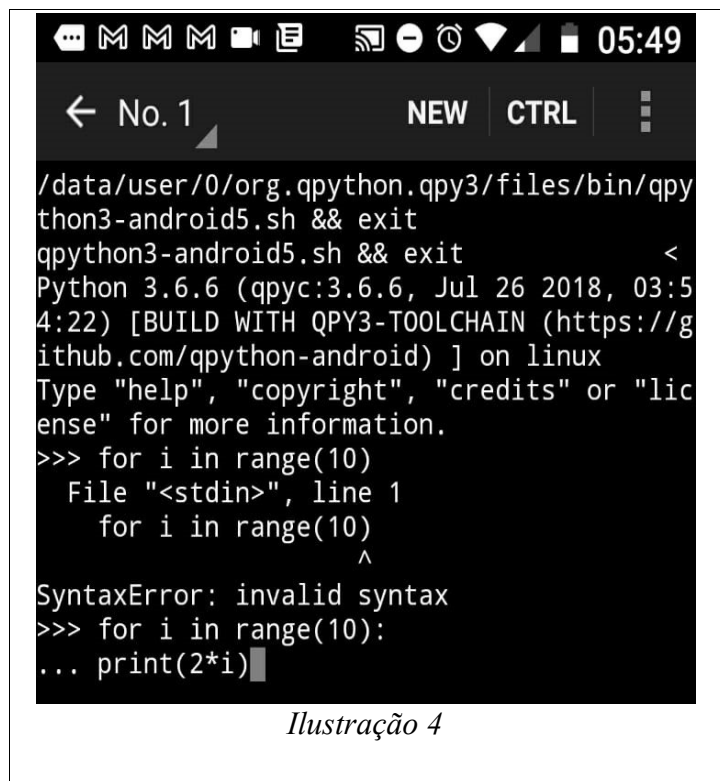 05:49
← No. 1 NEW CTRL
/data/user/0/org.qpython.qpy3/files/bin/qpy
thon3-android5.sh && exit
qpython3-android5.sh && exit <
Python 3.6.6 (qpyc:3.6.6, Jul 26 2018, 03:5
4:22) [BUILD WITH QPY3-TOOLCHAIN (https://g
ithub.com/qpython-android) ] on linux
Type "help", "copyright", "credits" or "lic
ense" for more information.
>>> for i in range(10)
  File "<stdin>", line 1
    for i in range(10)
                     ^
SyntaxError: invalid syntax
>>> for i in range(10):
... print(2*i)
Ilustração 4